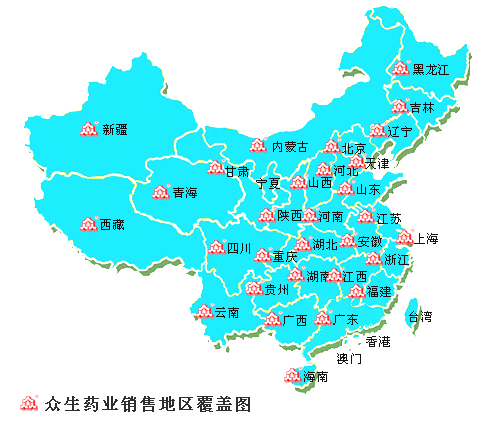 黑龙江
吉林
辽宁
新疆
内蒙古
北京
天津
河北
甘肃
宁夏
山西
山东
青海
陕西
河南
江苏
西藏
上海
四川
湖北
安徽
重庆
浙江
湖南
江西
贵州
福建
云南
广西
广东
台湾
香港
澳门
海南
众生药业销售地区覆盖图